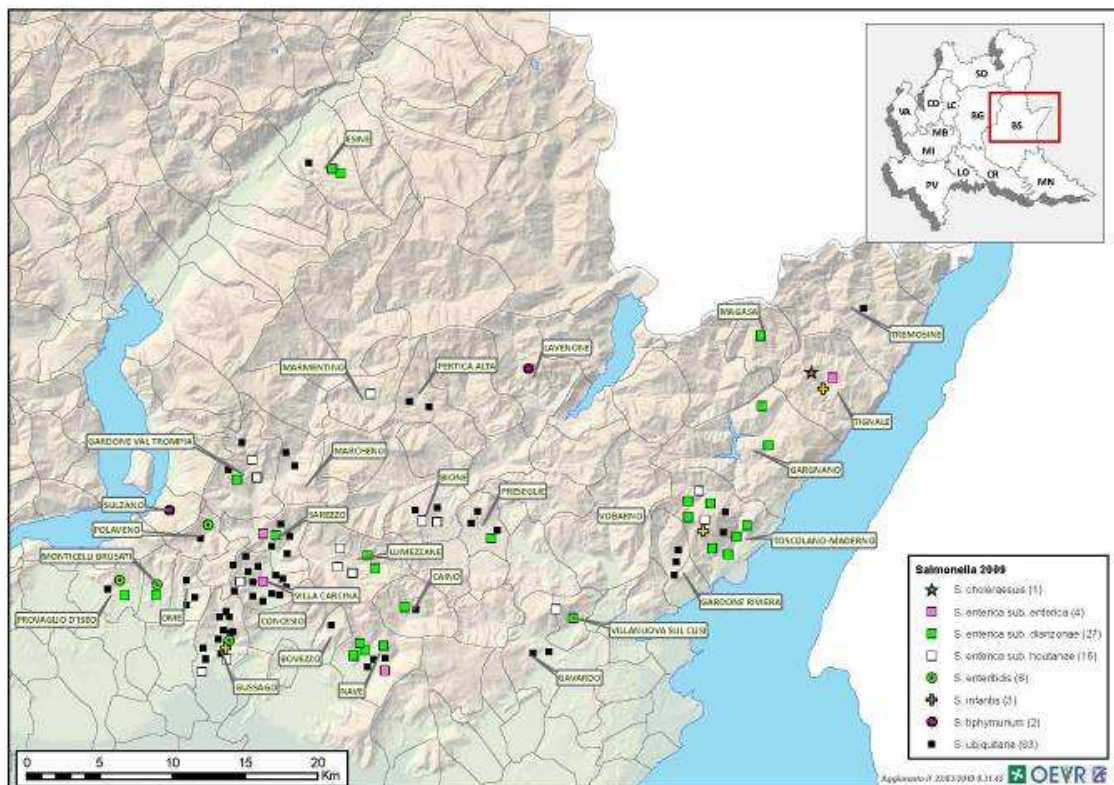 SO
VA
CO
LC
BG
BS
MB
MI
LO
CR
PV
MN
ESINE
MAGASA
TREMOSINE
LAVENONE
MARMENTINO
PERTICA ALTA
TIGNALE
GARDONE VAL TROMPIA
MARCHENO
GARGNANO
BIONE
PRESEGLIE
SULZANO
SAREZZO
VOBARNO
POLAVENO
TOSCOLANO-MADERNO
MONTICELLI BRUSATI
LUMEZZANE
CAINO
VILLA CARCINA
GARDONE RIVIERA
PROVAGLIO D'ISEO
OME
CONCESIO
VILLANUOVA SUL CLISI
BOVEZZO
GUSSAGO
NAVE
GAVARDO
Salmonella 2009
S. choleraesuis (1)
S. enterica sub. enterica (4)
S. enterica sub. diarizonae (27)
S. enterica sub. houtanae (16)
S. enteritidis (6)
S. infantis (3)
S. tiphymurium (2)
S. ubiquitarie (63)
0 5 10 15 20
Km
OEVR